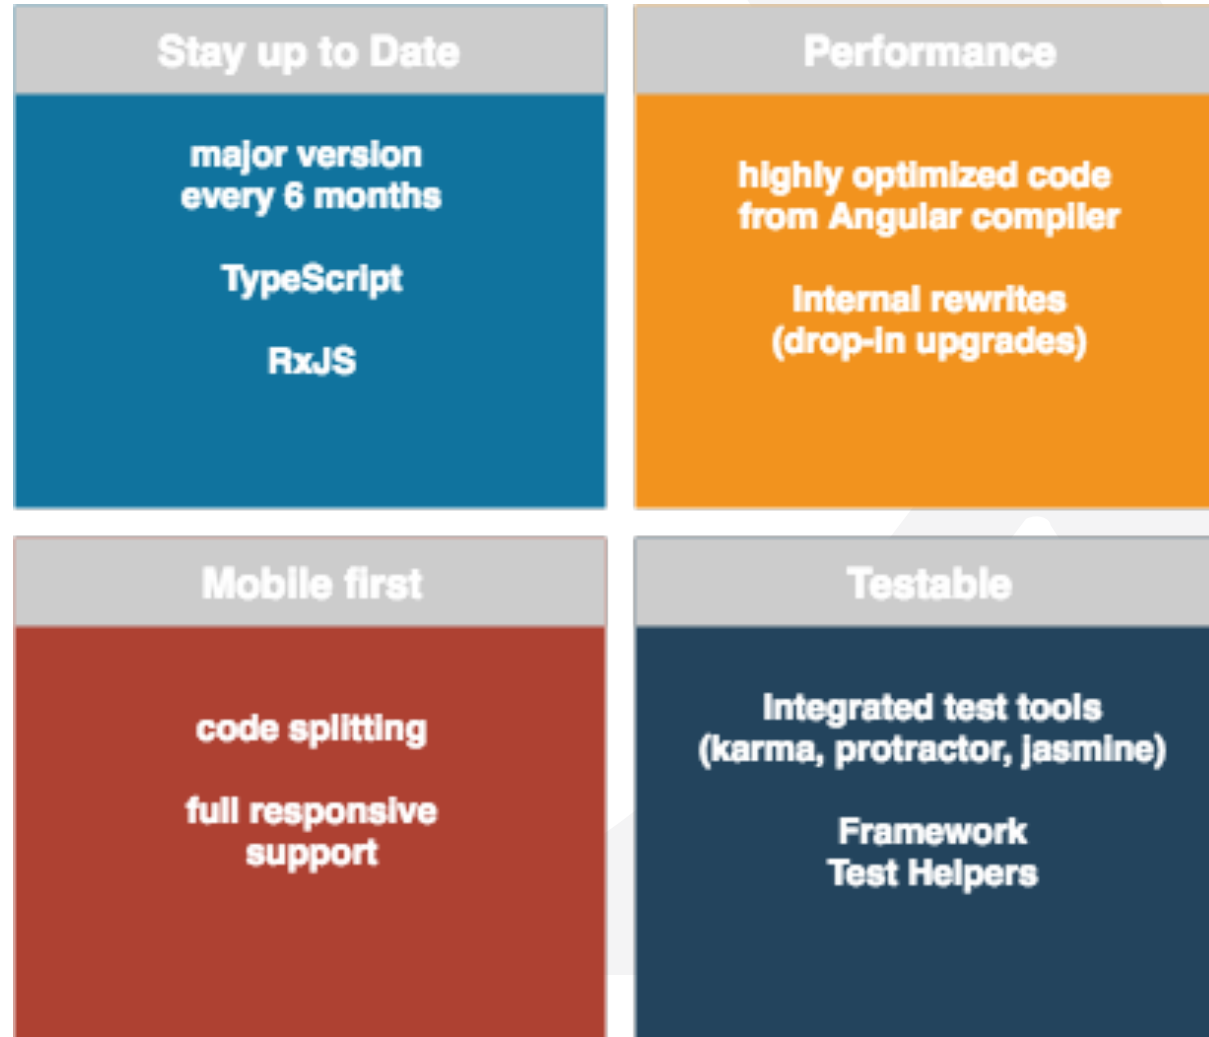 Stay up to Date
major version
every 6 months
TypeScript
RxJS
Performance
highly optimized code
from Angular compiler
Internal rewrites
(drop-in upgrades)
Mobile first
code splitting
full responsive
support
Testable
Integrated test tools
(karma, protractor, jasmine)
Framework
Test Helpers